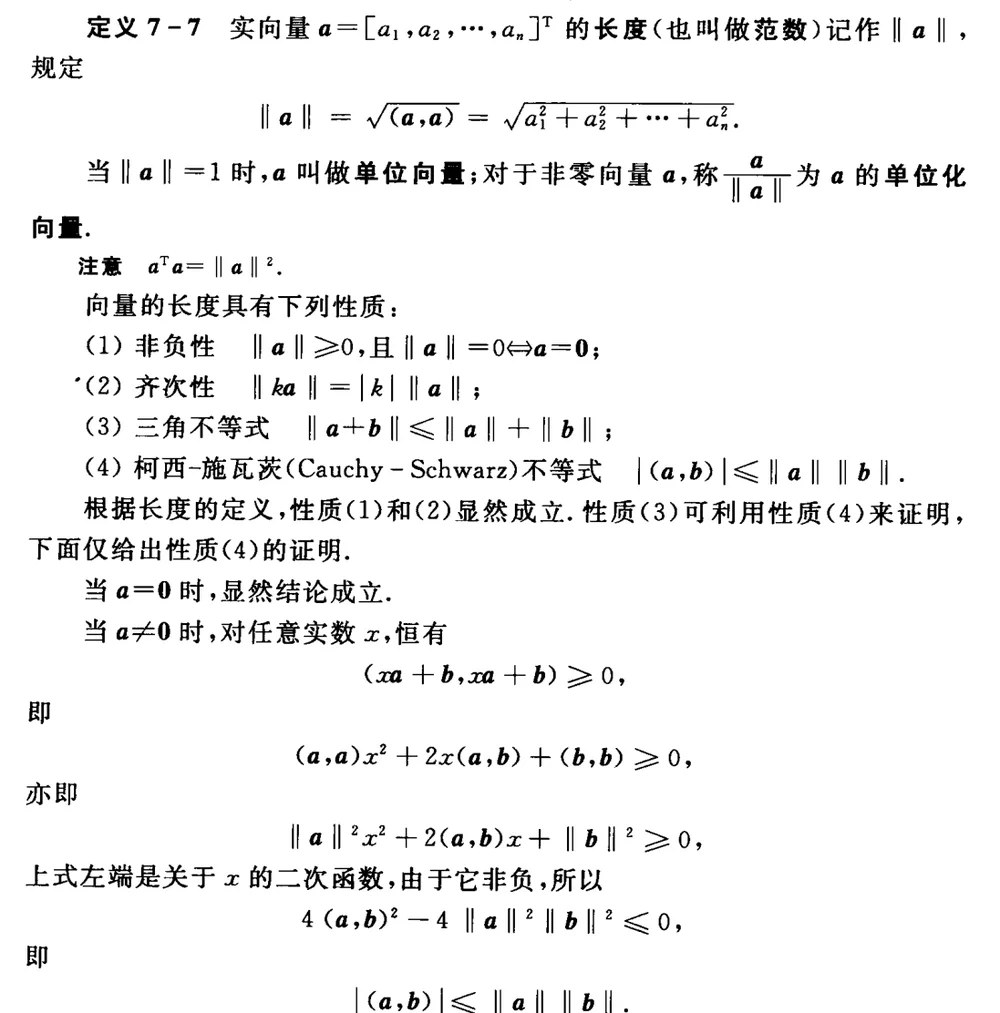 定义 7-7 实向量 a=[a₁,a₂,…,aₙ]ᵀ 的长度(也叫做范数)记作‖a‖,
规定
‖a‖ = √(a,a) = √a₁²+a₂²+…+aₙ².
当‖a‖=1时,a 叫做单位向量;对于非零向量 a,称 a/‖a‖ 为 a 的单位化
向量.
注意 aᵀa=‖a‖².
向量的长度具有下列性质:
(1) 非负性 ‖a‖≥0,且‖a‖=0⇔a=0;
(2) 齐次性 ‖ka‖=|k|‖a‖;
(3) 三角不等式 ‖a+b‖≤‖a‖+‖b‖;
(4) 柯西-施瓦茨(Cauchy-Schwarz)不等式 |(a,b)|≤‖a‖‖b‖.
根据长度的定义,性质(1)和(2)显然成立.性质(3)可利用性质(4)来证明,
下面仅给出性质(4)的证明.
当 a=0 时,显然结论成立.
当 a≠0 时,对任意实数 x,恒有
(xa+b,xa+b)≥0,
即
(a,a)x²+2x(a,b)+(b,b)≥0,
亦即
‖a‖²x²+2(a,b)x+‖b‖²≥0,
上式左端是关于 x 的二次函数,由于它非负,所以
4(a,b)²-4‖a‖²‖b‖²≤0,
即
|(a,b)|≤‖a‖‖b‖.